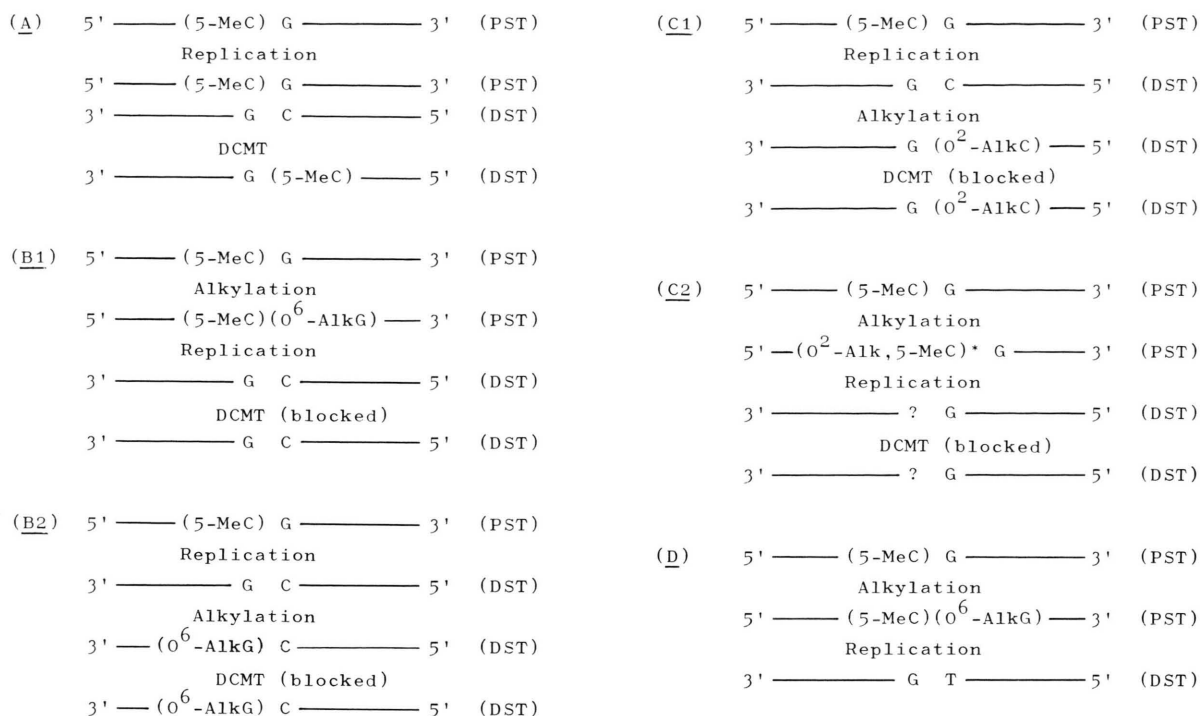 (A) 5' —— (5-MeC) G —— 3' (PST)
Replication
5' —— (5-MeC) G —— 3' (PST)
3' —— G C —— 5' (DST)
DCMT
3' —— G (5-MeC) —— 5' (DST)
(B1) 5' —— (5-MeC) G —— 3' (PST)
Alkylation
5' —— (5-MeC)(O⁶-AlkG) — 3' (PST)
Replication
3' —— G C —— 5' (DST)
DCMT (blocked)
3' —— G C —— 5' (DST)
(B2) 5' —— (5-MeC) G —— 3' (PST)
Replication
3' —— G C —— 5' (DST)
Alkylation
3' — (O⁶-AlkG) C —— 5' (DST)
DCMT (blocked)
3' — (O⁶-AlkG) C —— 5' (DST)
(C1) 5' —— (5-MeC) G —— 3' (PST)
Replication
3' —— G C —— 5' (DST)
Alkylation
3' —— G (O²-AlkC) — 5' (DST)
DCMT (blocked)
3' —— G (O²-AlkC) — 5' (DST)
(C2) 5' —— (5-MeC) G —— 3' (PST)
Alkylation
5' — (O²-Alk,5-MeC)* G —— 3' (PST)
Replication
3' —— ? G —— 5' (DST)
DCMT (blocked)
3' —— ? G —— 5' (DST)
(D) 5' —— (5-MeC) G —— 3' (PST)
Alkylation
5' —— (5-MeC)(O⁶-AlkG) — 3' (PST)
Replication
3' —— G T —— 5' (DST)